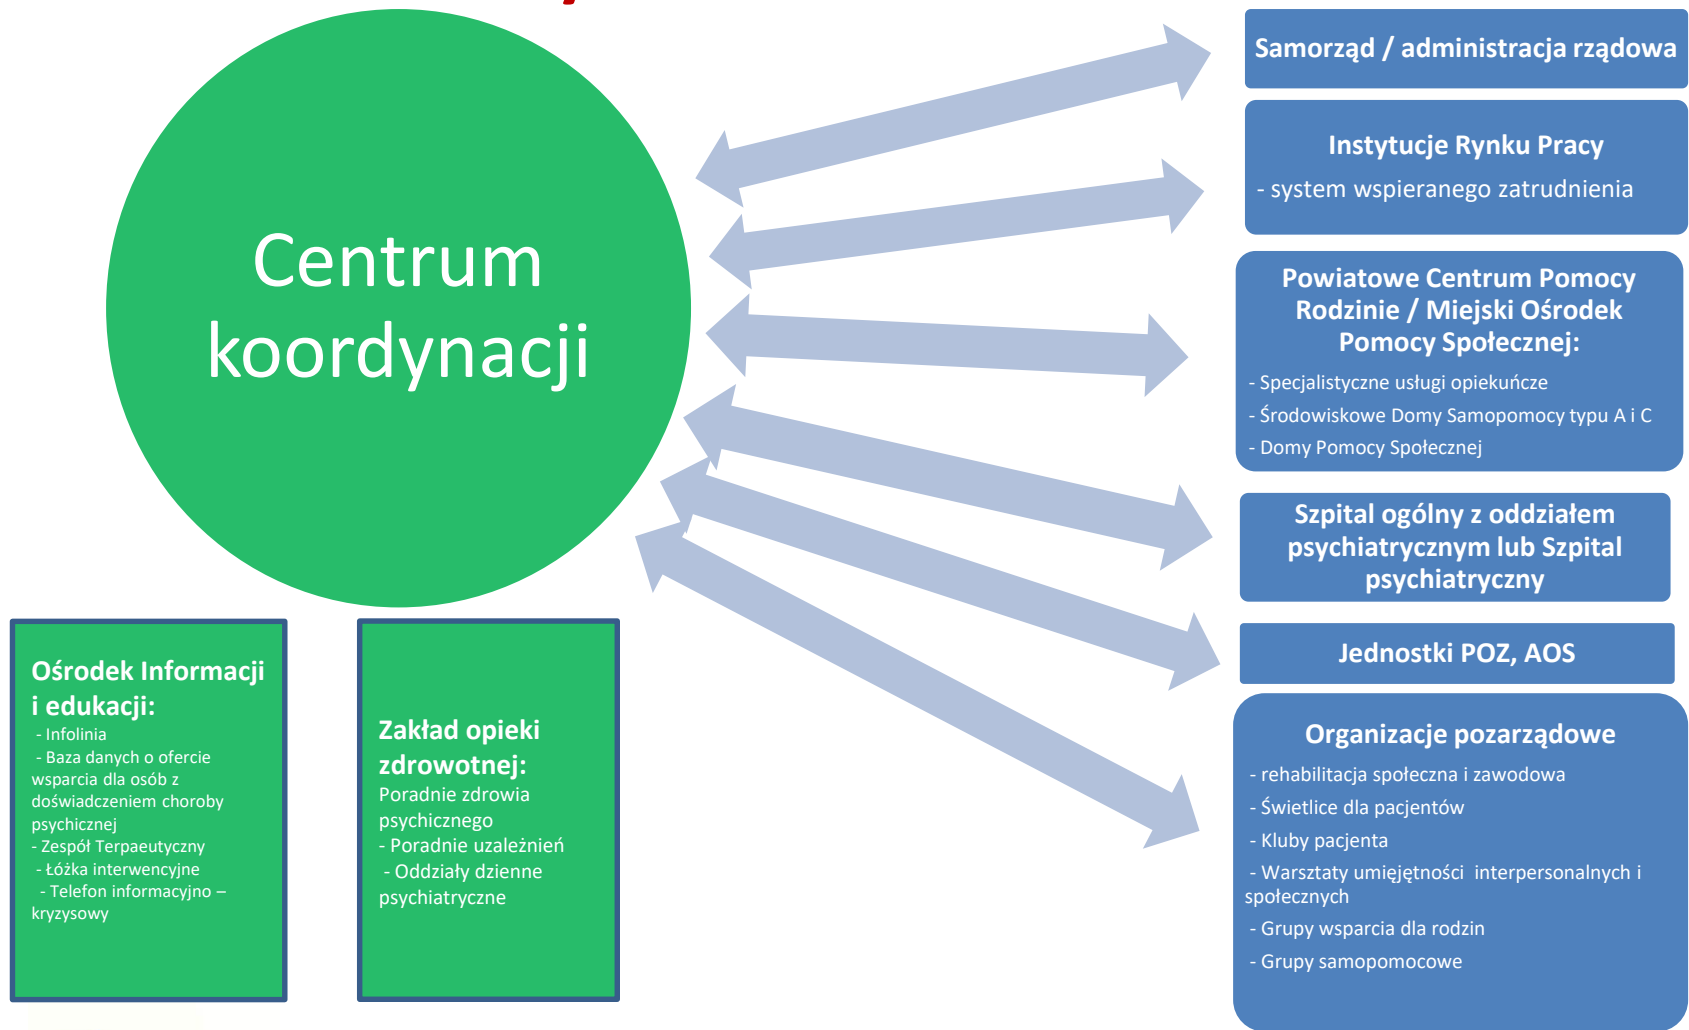 Centrum
koordynacji
Ośrodek Informacji
i edukacji:
- Infolinia
- Baza danych o ofercie
wsparcia dla osób z
doświadczeniem choroby
psychicznej
- Zespół Terpaeutyczny
- Łóżka interwencyjne
- Telefon informacyjno –
kryzysowy
Zakład opieki
zdrowotnej:
Poradnie zdrowia
psychicznego
- Poradnie uzależnień
- Oddziały dzienne
psychiatryczne
Samorząd / administracja rządowa
Instytucje Rynku Pracy
- system wspieranego zatrudnienia
Powiatowe Centrum Pomocy
Rodzinie / Miejski Ośrodek
Pomocy Społecznej:
- Specjalistyczne usługi opiekuńcze
- Środowiskowe Domy Samopomocy typu A i C
- Domy Pomocy Społecznej
Szpital ogólny z oddziałem
psychiatrycznym lub Szpital
psychiatryczny
Jednostki POZ, AOS
Organizacje pozarządowe
- rehabilitacja społeczna i zawodowa
- Świetlice dla pacjentów
- Kluby pacjenta
- Warsztaty umięjętności  interpersonalnych i
społecznych
- Grupy wsparcia dla rodzin
- Grupy samopomocowe